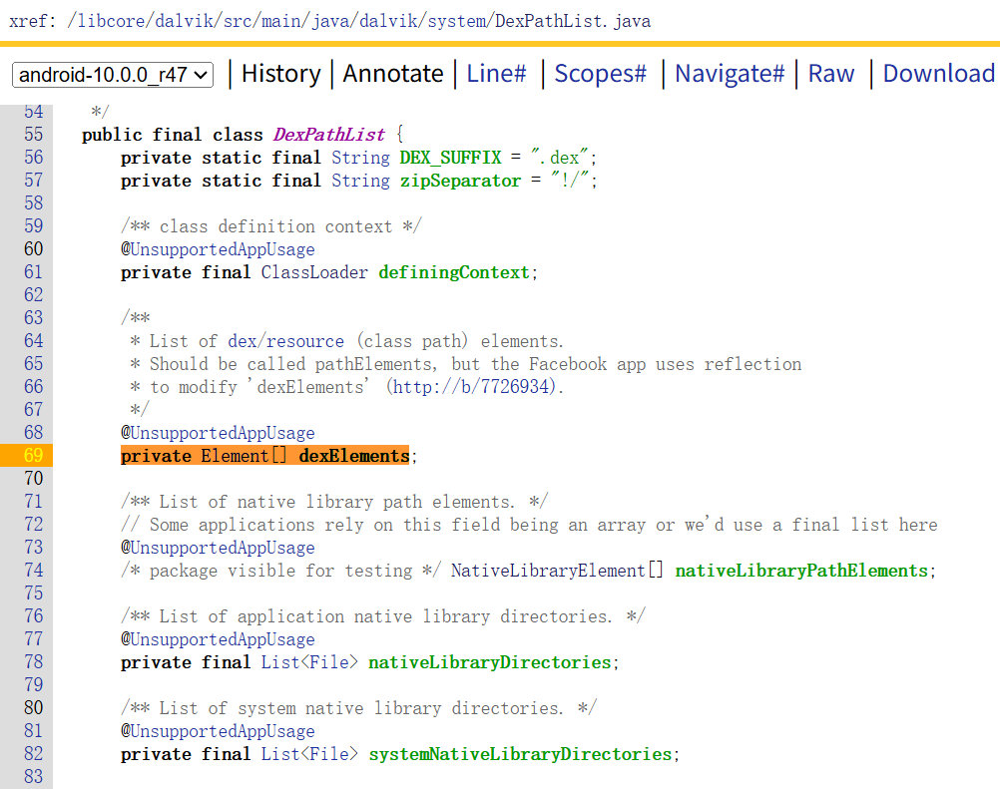 xref: /libcore/dalvik/src/main/java/dalvik/system/DexPathList.java
android-10.0.0_r47 | History | Annotate | Line# | Scopes# | Navigate# | Raw | Download
54 */
55 public final class DexPathList {
56 private static final String DEX_SUFFIX = ".dex";
57 private static final String zipSeparator = "!/";
58
59 /** class definition context */
60 @UnsupportedAppUsage
61 private final ClassLoader definingContext;
62
63 /**
64 * List of dex/resource (class path) elements.
65 * Should be called pathElements, but the Facebook app uses reflection
66 * to modify 'dexElements' (http://b/7726934).
67 */
68 @UnsupportedAppUsage
69 private Element[] dexElements;
70
71 /** List of native library path elements. */
72 // Some applications rely on this field being an array or we'd use a final list here
73 @UnsupportedAppUsage
74 /* package visible for testing */ NativeLibraryElement[] nativeLibraryPathElements;
75
76 /** List of application native library directories. */
77 @UnsupportedAppUsage
78 private final List<File> nativeLibraryDirectories;
79
80 /** List of system native library directories. */
81 @UnsupportedAppUsage
82 private final List<File> systemNativeLibraryDirectories;
83